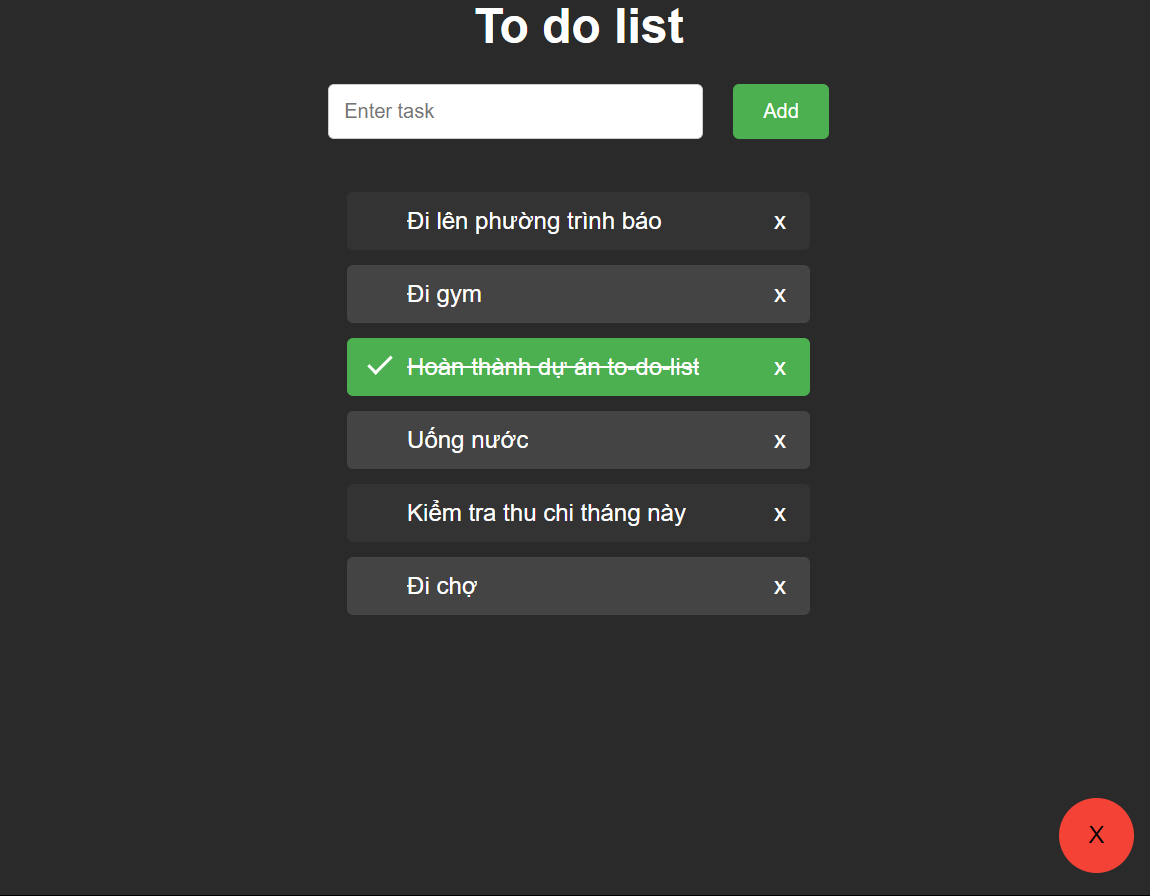 To do list
Enter task
Add
Đi lên phường trình báo x
Đi gym x
Hoàn thành dự án to-do-list x
Uống nước x
Kiểm tra thu chi tháng này x
Đi chợ x
X